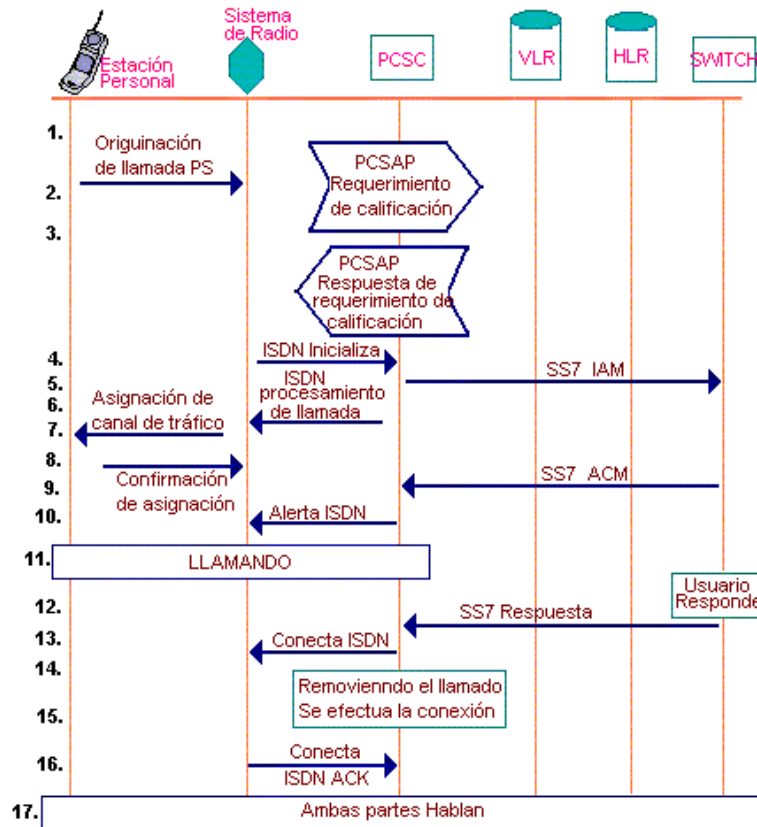 Sistema
de Radio
Estación
Personal
PCSC
VLR
HLR
SWITCH
1.
Originación
de llamada PS
2.
3.
PCSAP
Requerimiento
de calificación
PCSAP
Respuesta de
requerimiento de
calificación
4.
ISDN Inicializa
5.
SS7 IAM
ISDN
procesamiento
de llamada
6.
Asignación de
canal de tráfico
7.
8.
Confirmación
de asignación
9.
SS7 ACM
10.
Alerta ISDN
11.
LLAMANDO
Usuario
Responde
12.
SS7 Respuesta
13.
Conecta ISDN
14.
Removienndo el llamado
Se efectua la conexión
15.
16.
Conecta
ISDN ACK
17.
Ambas partes Hablan